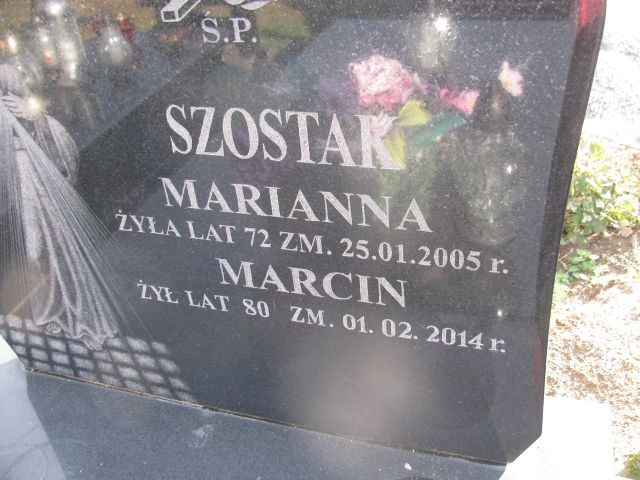 Ś.P.
SZOSTAK
MARIANNA
ŻYŁA LAT 72 ZM. 25.01.2005 r.
MARCIN
ŻYŁ LAT 80 ZM. 01. 02. 2014 r.